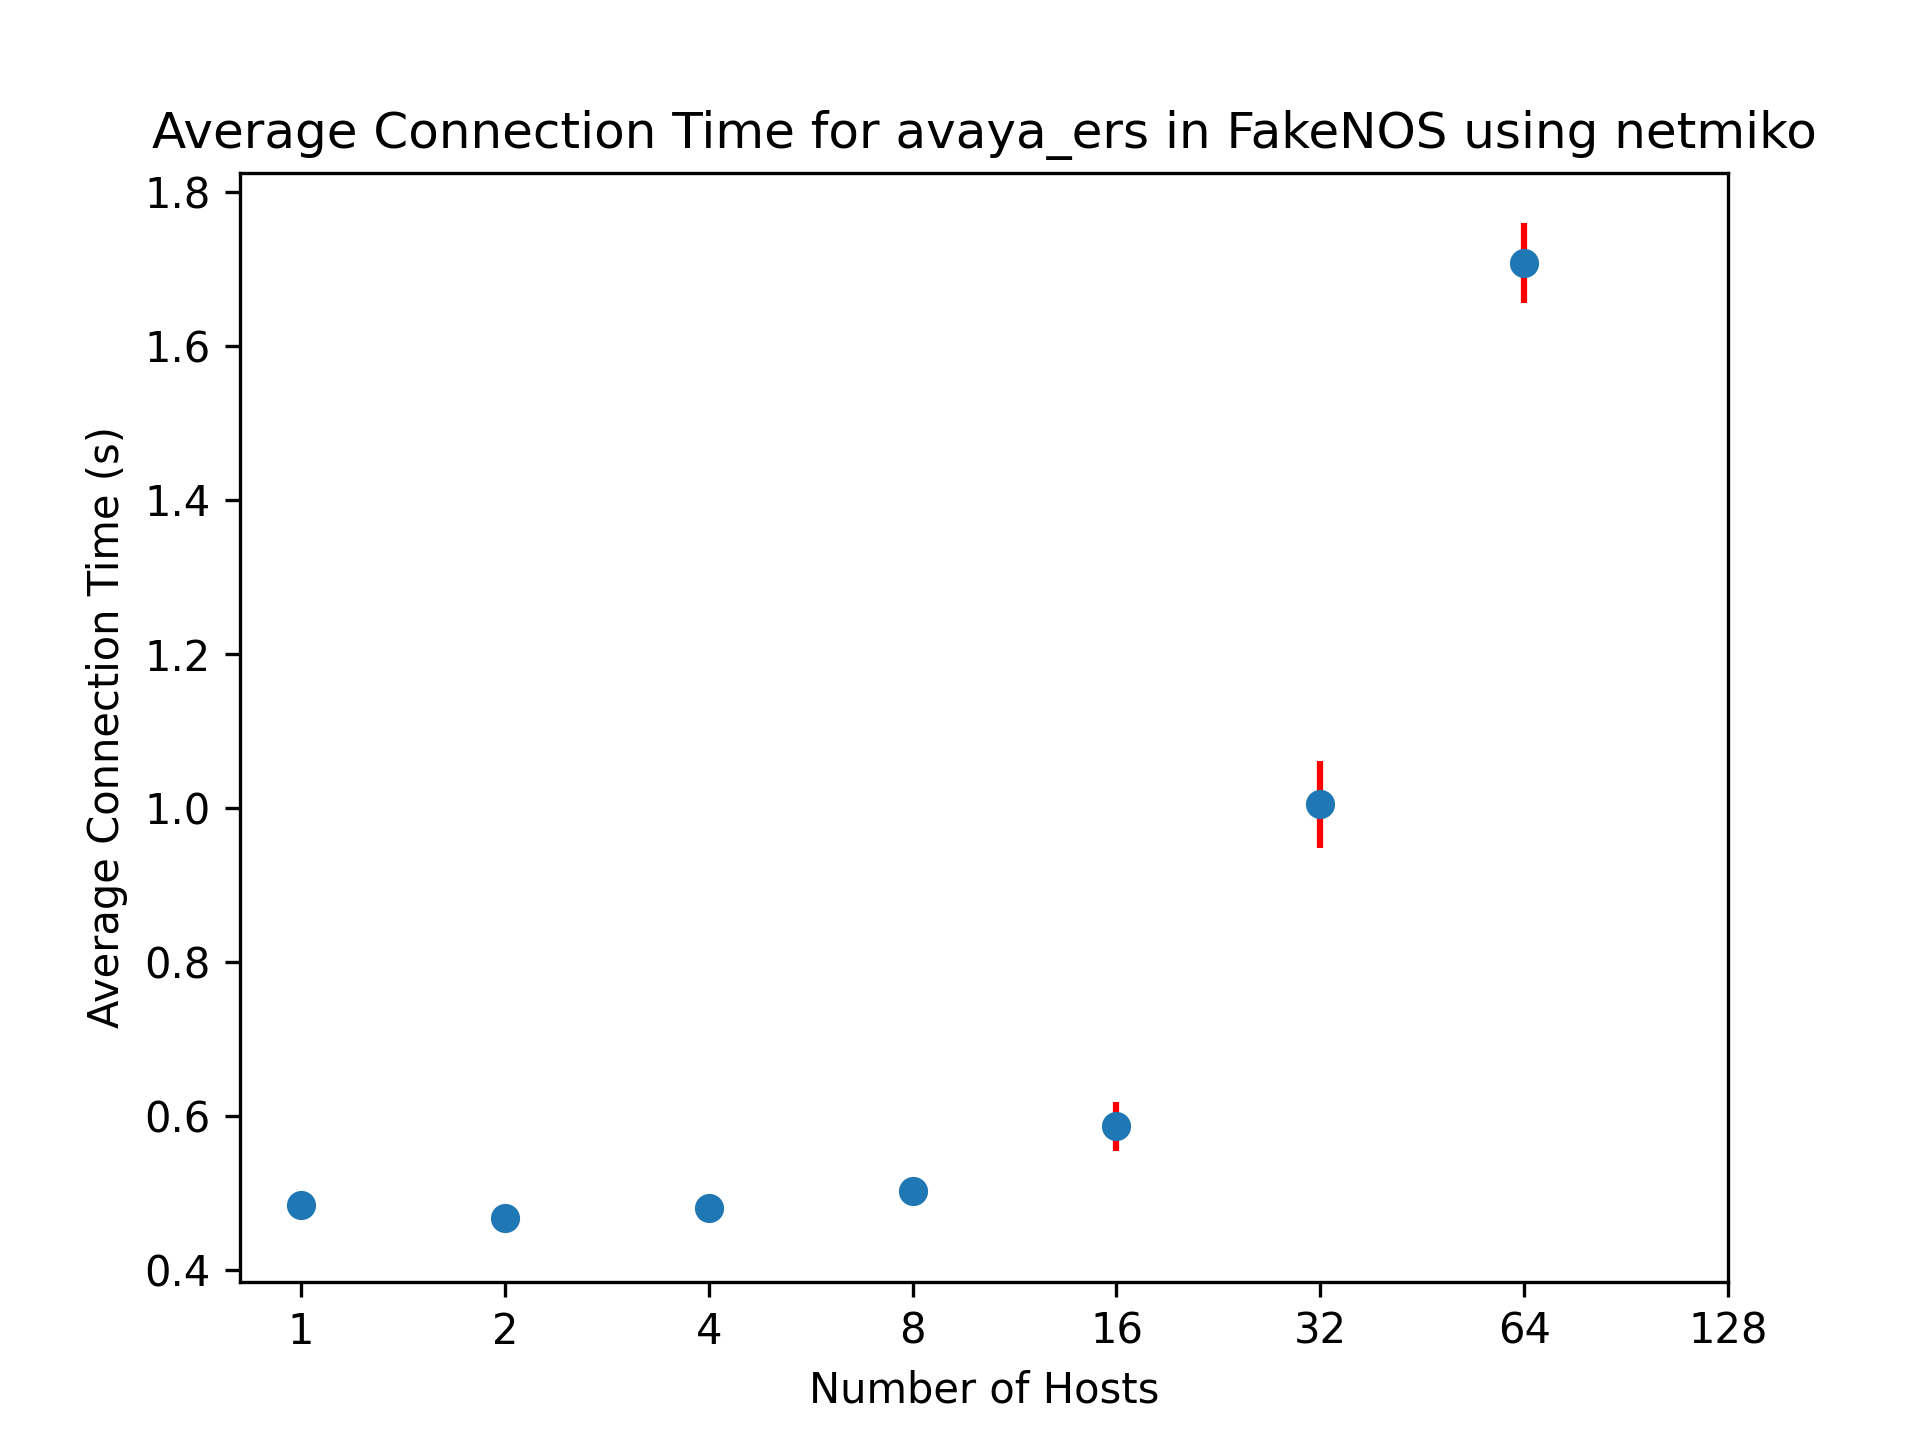 Average Connection Time for avaya_ers in FakeNOS using netmiko
Average Connection Time (s)
1.8
1.6
1.4
1.2
1.0
0.8
0.6
0.4
1 2 4 8 16 32 64 128
Number of Hosts